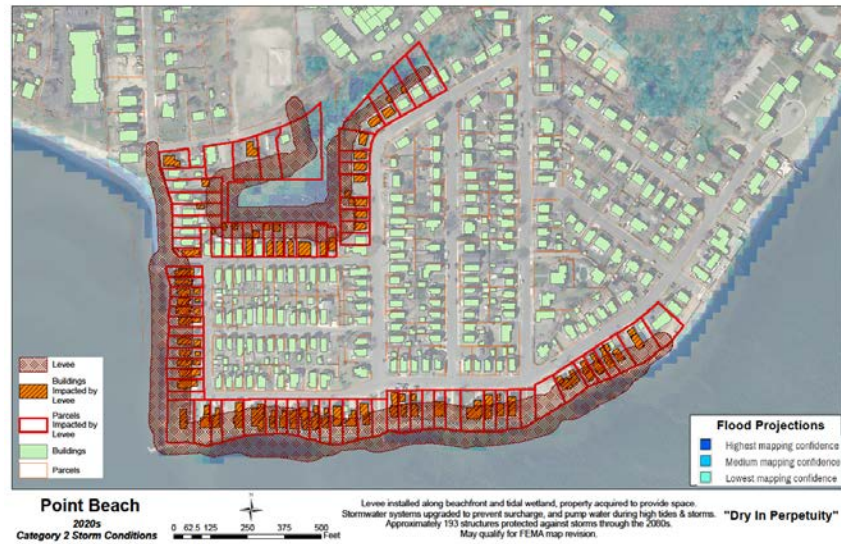 Levee
Buildings
Impacted by
Levee
Parcels
Impacted by
Levee
Buildings
Parcels
Flood Projections
Highest mapping confidence
Medium mapping confidence
Lowest mapping confidence
Point Beach
2020s
Category 2 Storm Conditions
0 62.5 125 250 375 500
Feet
Levee installed along beachfront and tidal wetland, property acquired to provide space.
Stormwater systems upgraded to prevent surcharge, and pump water during high tides & storms.
Approximately 193 structures protected against storms through the 2080s.
May qualify for FEMA map revision.
"Dry In Perpetuity"